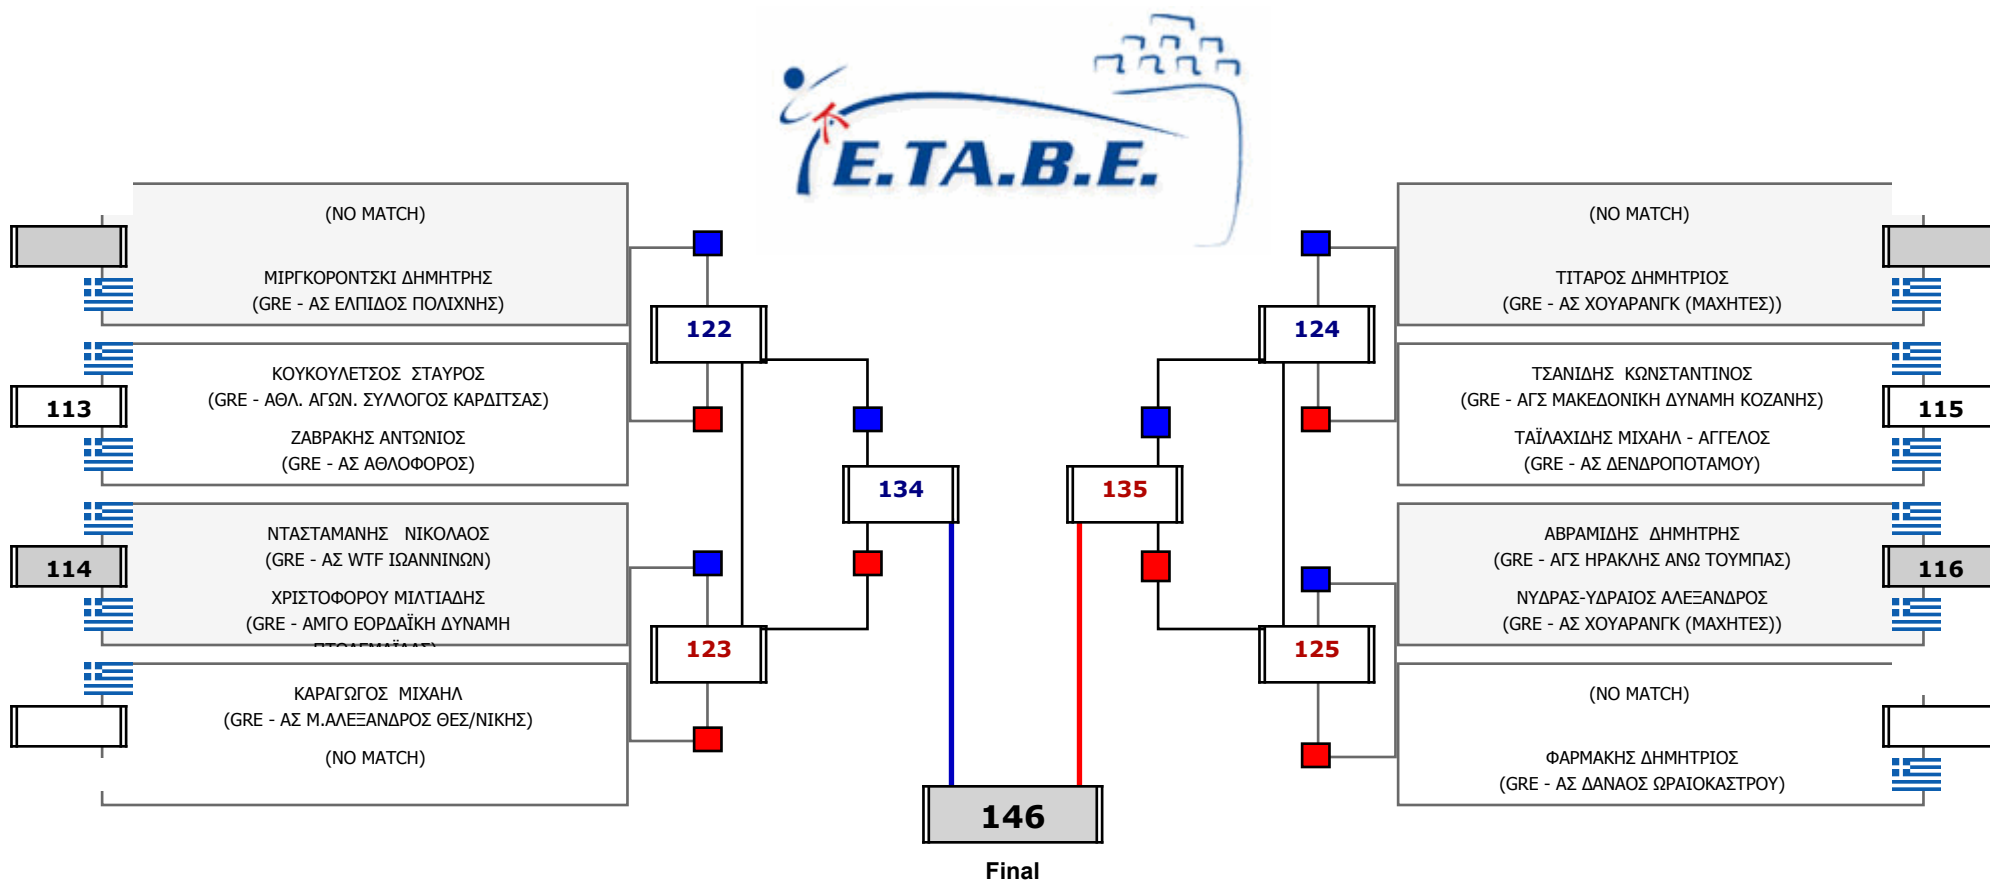 E.TA.B.E.
(NO MATCH)
ΜΙΡΓΚΟΡΟΝΤΣΚΙ ΔΗΜΗΤΡΗΣ
(GRE - ΑΣ ΕΛΠΙΔΟΣ ΠΟΛΙΧΝΗΣ)
113
ΚΟΥΚΟΥΛΕΤΣΟΣ ΣΤΑΥΡΟΣ
(GRE - ΑΘΛ. ΑΓΩΝ. ΣΥΛΛΟΓΟΣ ΚΑΡΔΙΤΣΑΣ)
ΖΑΒΡΑΚΗΣ ΑΝΤΩΝΙΟΣ
(GRE - ΑΣ ΑΘΛΟΦΟΡΟΣ)
114
ΝΤΑΣΤΑΜΑΝΗΣ ΝΙΚΟΛΑΟΣ
(GRE - ΑΣ WTF ΙΩΑΝΝΙΝΩΝ)
ΧΡΙΣΤΟΦΟΡΟΥ ΜΙΛΤΙΑΔΗΣ
(GRE - ΑΜΓΟ ΕΟΡΔΑΪΚΗ ΔΥΝΑΜΗ
ΠΤΟΛΕΜΑΪΔΑΣ)
ΚΑΡΑΓΩΓΟΣ ΜΙΧΑΗΛ
(GRE - ΑΣ Μ.ΑΛΕΞΑΝΔΡΟΣ ΘΕΣ/ΝΙΚΗΣ)
(NO MATCH)
122
123
134
135
124
125
146
Final
(NO MATCH)
ΤΙΤΑΡΟΣ ΔΗΜΗΤΡΙΟΣ
(GRE - ΑΣ ΧΟΥΑΡΑΝΓΚ (ΜΑΧΗΤΕΣ))
ΤΣΑΝΙΔΗΣ ΚΩΝΣΤΑΝΤΙΝΟΣ
(GRE - ΑΓΣ ΜΑΚΕΔΟΝΙΚΗ ΔΥΝΑΜΗ ΚΟΖΑΝΗΣ)
115
ΤΑΪΛΑΧΙΔΗΣ ΜΙΧΑΗΛ - ΑΓΓΕΛΟΣ
(GRE - ΑΣ ΔΕΝΔΡΟΠΟΤΑΜΟΥ)
ΑΒΡΑΜΙΔΗΣ ΔΗΜΗΤΡΗΣ
(GRE - ΑΓΣ ΗΡΑΚΛΗΣ ΑΝΩ ΤΟΥΜΠΑΣ)
116
ΝΥΔΡΑΣ-ΥΔΡΑΙΟΣ ΑΛΕΞΑΝΔΡΟΣ
(GRE - ΑΣ ΧΟΥΑΡΑΝΓΚ (ΜΑΧΗΤΕΣ))
(NO MATCH)
ΦΑΡΜΑΚΗΣ ΔΗΜΗΤΡΙΟΣ
(GRE - ΑΣ ΔΑΝΑΟΣ ΩΡΑΙΟΚΑΣΤΡΟΥ)